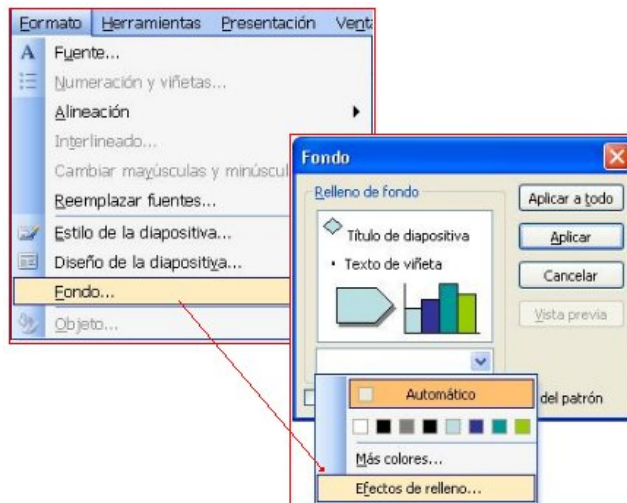 Formato Herramientas Presentación
Fuente...
Numeración y viñetas...
Alineación
Interlineado...
Cambiar mayúsculas y
Reemplazar fuentes...
Estilo de la diapositiva...
Diseño de la diapositiva...
Fondo...
Objeto...
Fondo
Relleno de fondo
Título de diapositiva
• Texto de viñeta
Aplicar a todo
Aplicar
Cancelar
Vista previa
del patrón
Automático
Más colores...
Efectos de relleno...